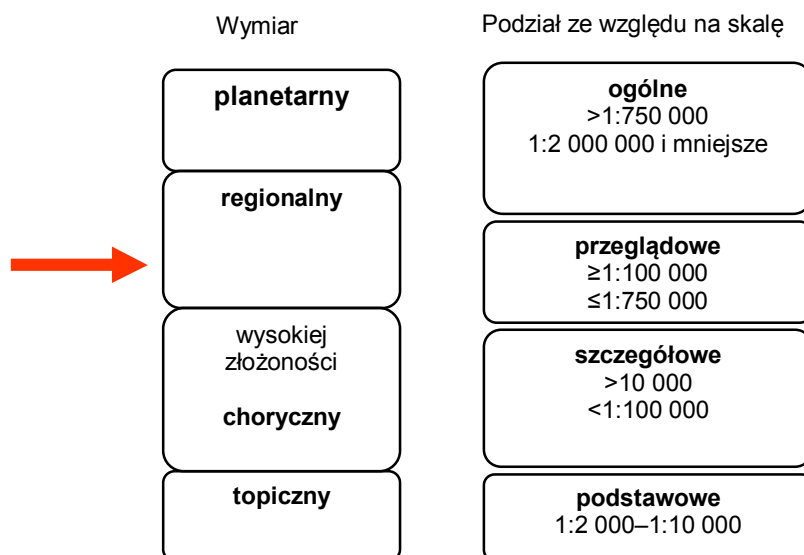 Wymiar
planetarny
regionalny
wysokiej
złożoności
choryczny
topiczny
Podział ze względu na skalę
ogólne
>1:750 000
1:2 000 000 i mniejsze
przeglądowe
≥1:100 000
≤1:750 000
szczegółowe
>10 000
<1:100 000
podstawowe
1:2 000–1:10 000